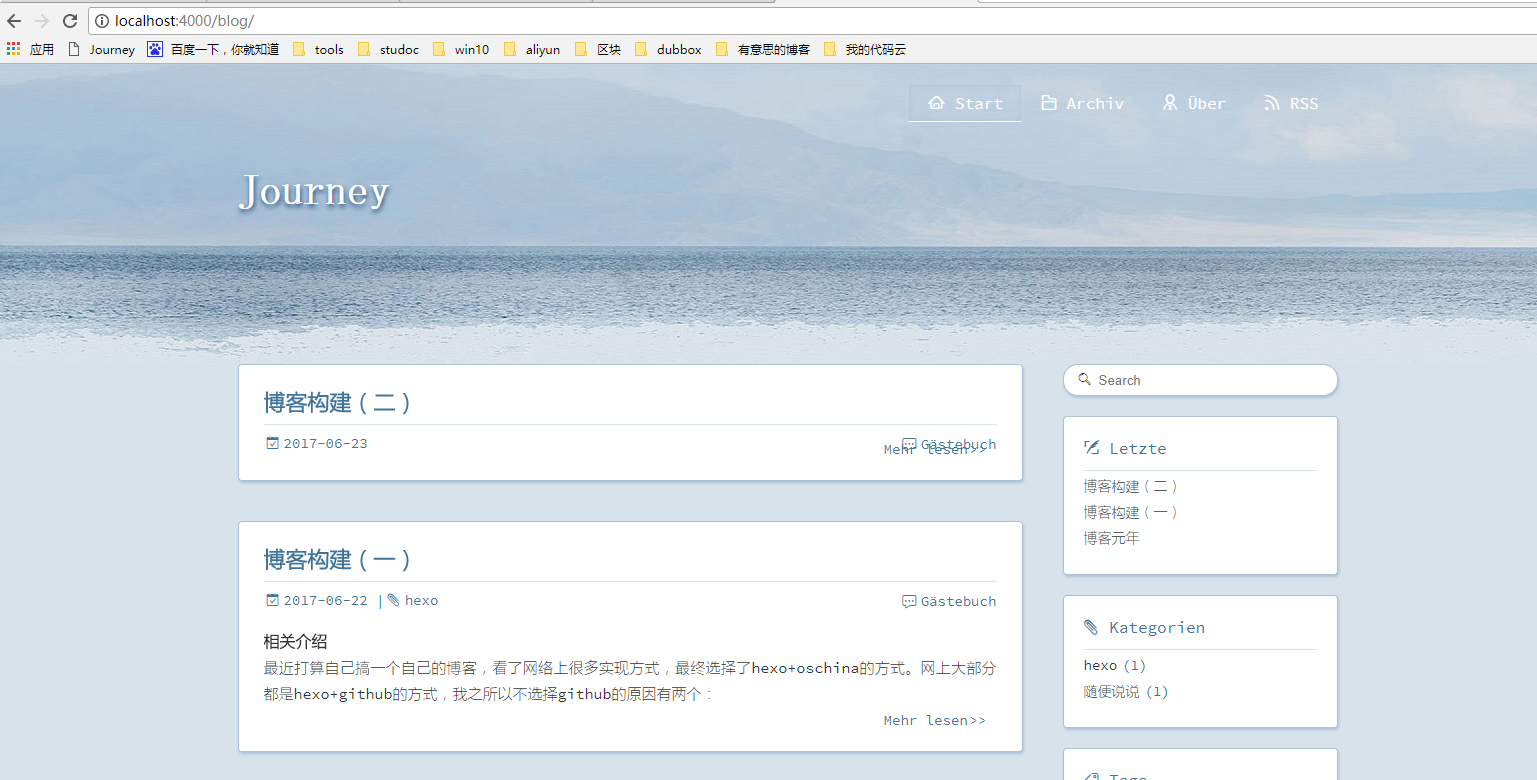 localhost:4000/blog/
应用 Journey 百度一下，你就知道 tools studoc win10 aliyun 区块 dubbox 有意思的博客 我的代码云
Start Archiv Über RSS
Journey
博客构建（二）
2017-06-23 Gästebuch
Mehr lesen>>
博客构建（一）
2017-06-22 | hexo Gästebuch
相关介绍
最近打算自己搞一个自己的博客，看了网络上很多实现方式，最终选择了hexo+oschina的方式。网上大部分
都是hexo+github的方式，我之所以不选择github的原因有两个：
Mehr lesen>>
Search
Letzte
博客构建（二）
博客构建（一）
博客元年
Kategorien
hexo (1)
随便说说 (1)
Tags